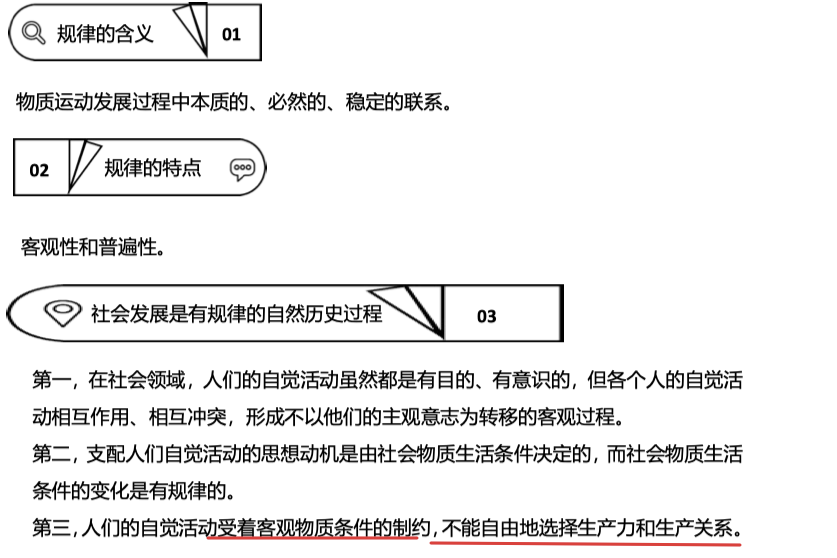 规律的含义 01
物质运动发展过程中本质的、必然的、稳定的联系。
02 规律的特点
客观性和普遍性。
社会发展是有规律的自然历史过程 03
第一，在社会领域，人们的自觉活动虽然都是有目的、有意识的，但各个人的自觉活
动相互作用、相互冲突，形成不以他们的主观意志为转移的客观过程。
第二，支配人们自觉活动的思想动机是由社会物质生活条件决定的，而社会物质生活
条件的变化是有规律的。
第三，人们的自觉活动受着客观物质条件的制约，不能自由地选择生产力和生产关系。